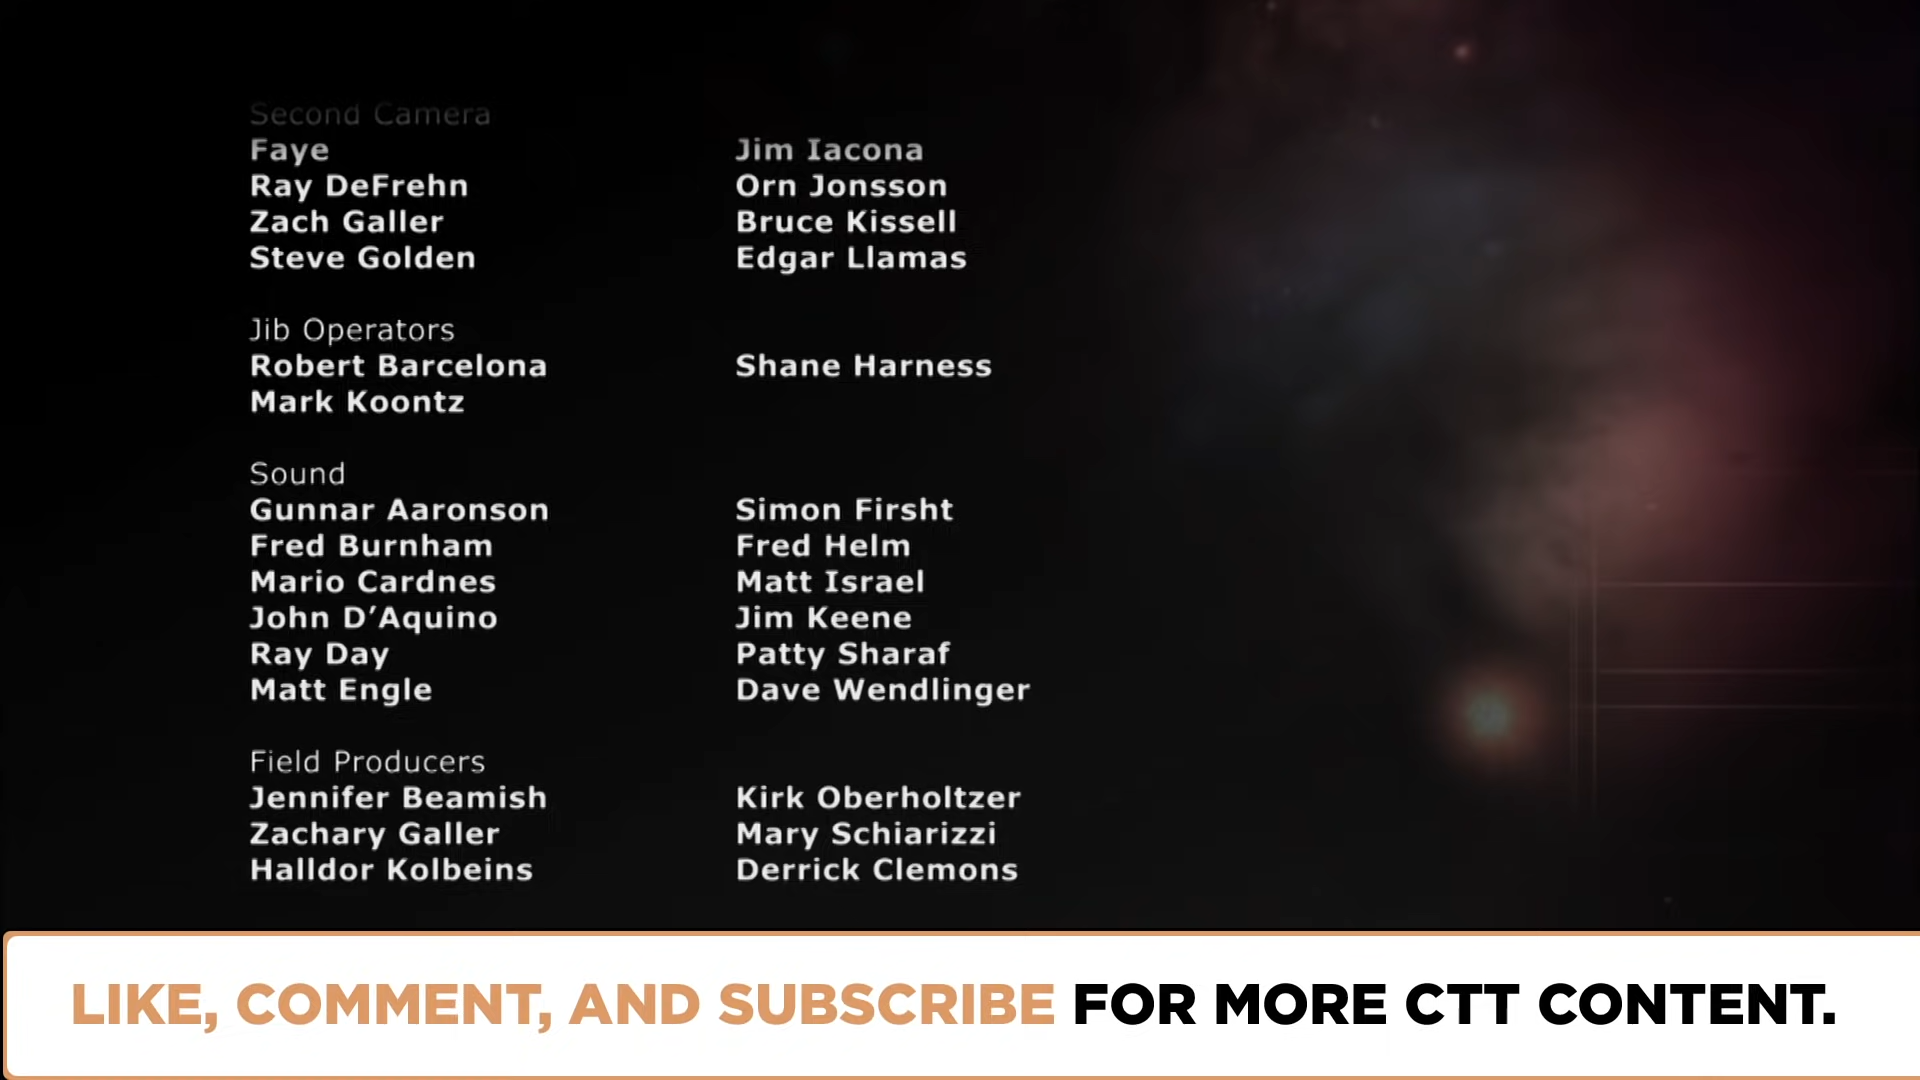 Second Camera
Faye Jim Iacona
Ray DeFrehn Orn Jonsson
Zach Galler Bruce Kissell
Steve Golden Edgar Llamas
Jib Operators
Robert Barcelona Shane Harness
Mark Koontz
Sound
Gunnar Aaronson Simon Firsht
Fred Burnham Fred Helm
Mario Cardnes Matt Israel
John D’Aquino Jim Keene
Ray Day Patty Sharaf
Matt Engle Dave Wendlinger
Field Producers
Jennifer Beamish Kirk Oberholtzer
Zachary Galler Mary Schiarizzi
Halldor Kolbeins Derrick Clemons
LIKE, COMMENT, AND SUBSCRIBE FOR MORE CTT CONTENT.